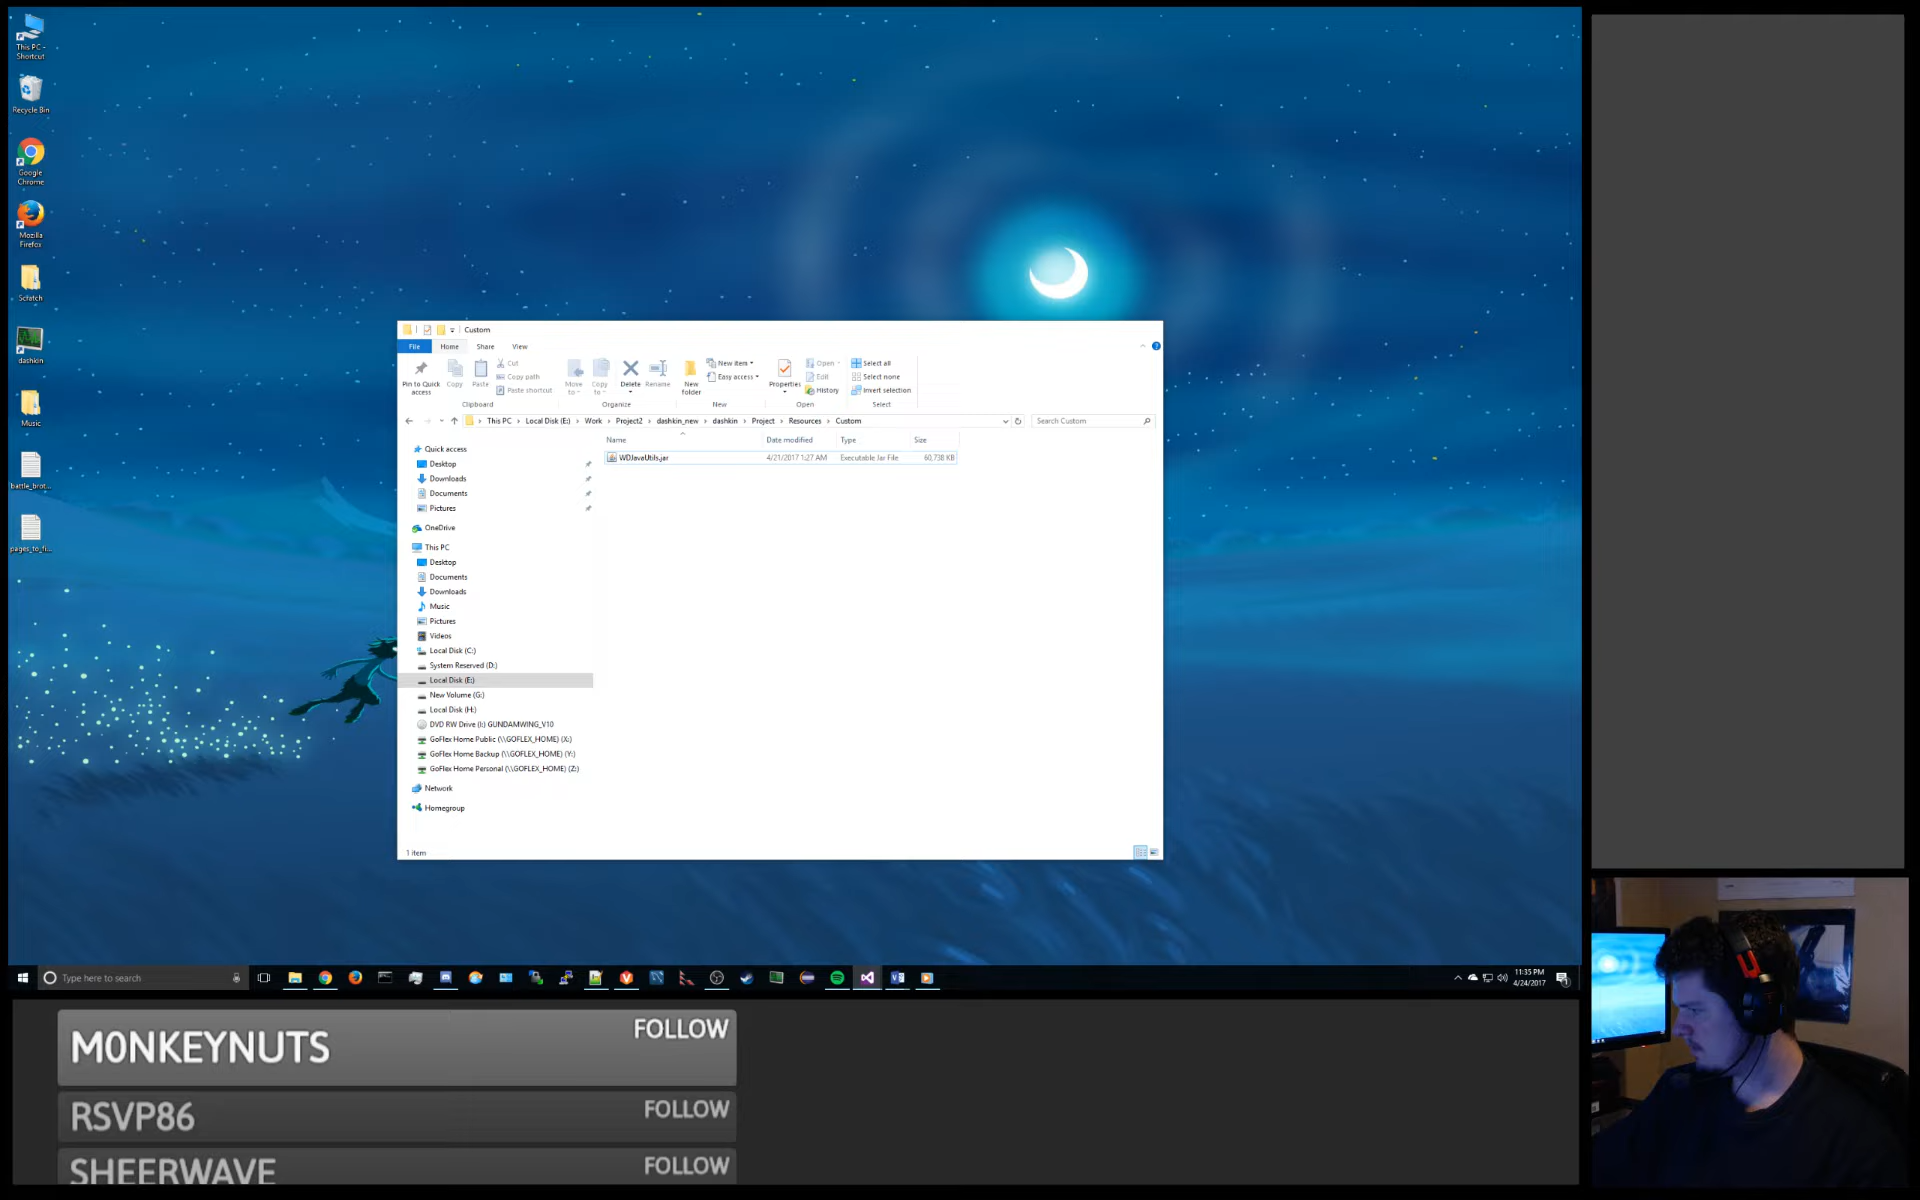 This PC -
Shortcut
Recycle Bin
Google
Chrome
Mozilla
Firefox
Scratch
dashkin
Music
battle_brot...
pages_to_fi...
Custom
File
Home
Share
View
Pin to Quick
access
Copy
Paste
Cut
Copy path
Paste shortcut
Clipboard
Move
to
Copy
to
Delete
Rename
Organize
New
folder
New item
Easy access
New
Properties
Open
Edit
History
Open
Select all
Select none
Invert selection
Select
This PC
Local Disk (E:)
Work
Project2
dashkin_new
dashkin
Project
Resources
Custom
Search Custom
Name
Date modified
Type
Size
WDJavaUtils.jar
4/21/2017 1:27 AM
Executable Jar File
60,738 KB
Quick access
Desktop
Downloads
Documents
Pictures
OneDrive
This PC
Desktop
Documents
Downloads
Music
Pictures
Videos
Local Disk (C:)
System Reserved (D:)
Local Disk (E:)
New Volume (G:)
Local Disk (H:)
DVD RW Drive (I:) GUNDAMWING_V10
GoFlex Home Public (\\GOFLEX_HOME) (X:)
GoFlex Home Backup (\\GOFLEX_HOME) (Y:)
GoFlex Home Personal (\\GOFLEX_HOME) (Z:)
Network
Homegroup
1 item
Type here to search
11:35 PM
4/24/2017
M0NKEYNUTS
FOLLOW
RSVP86
FOLLOW
SHEERWAVE
FOLLOW